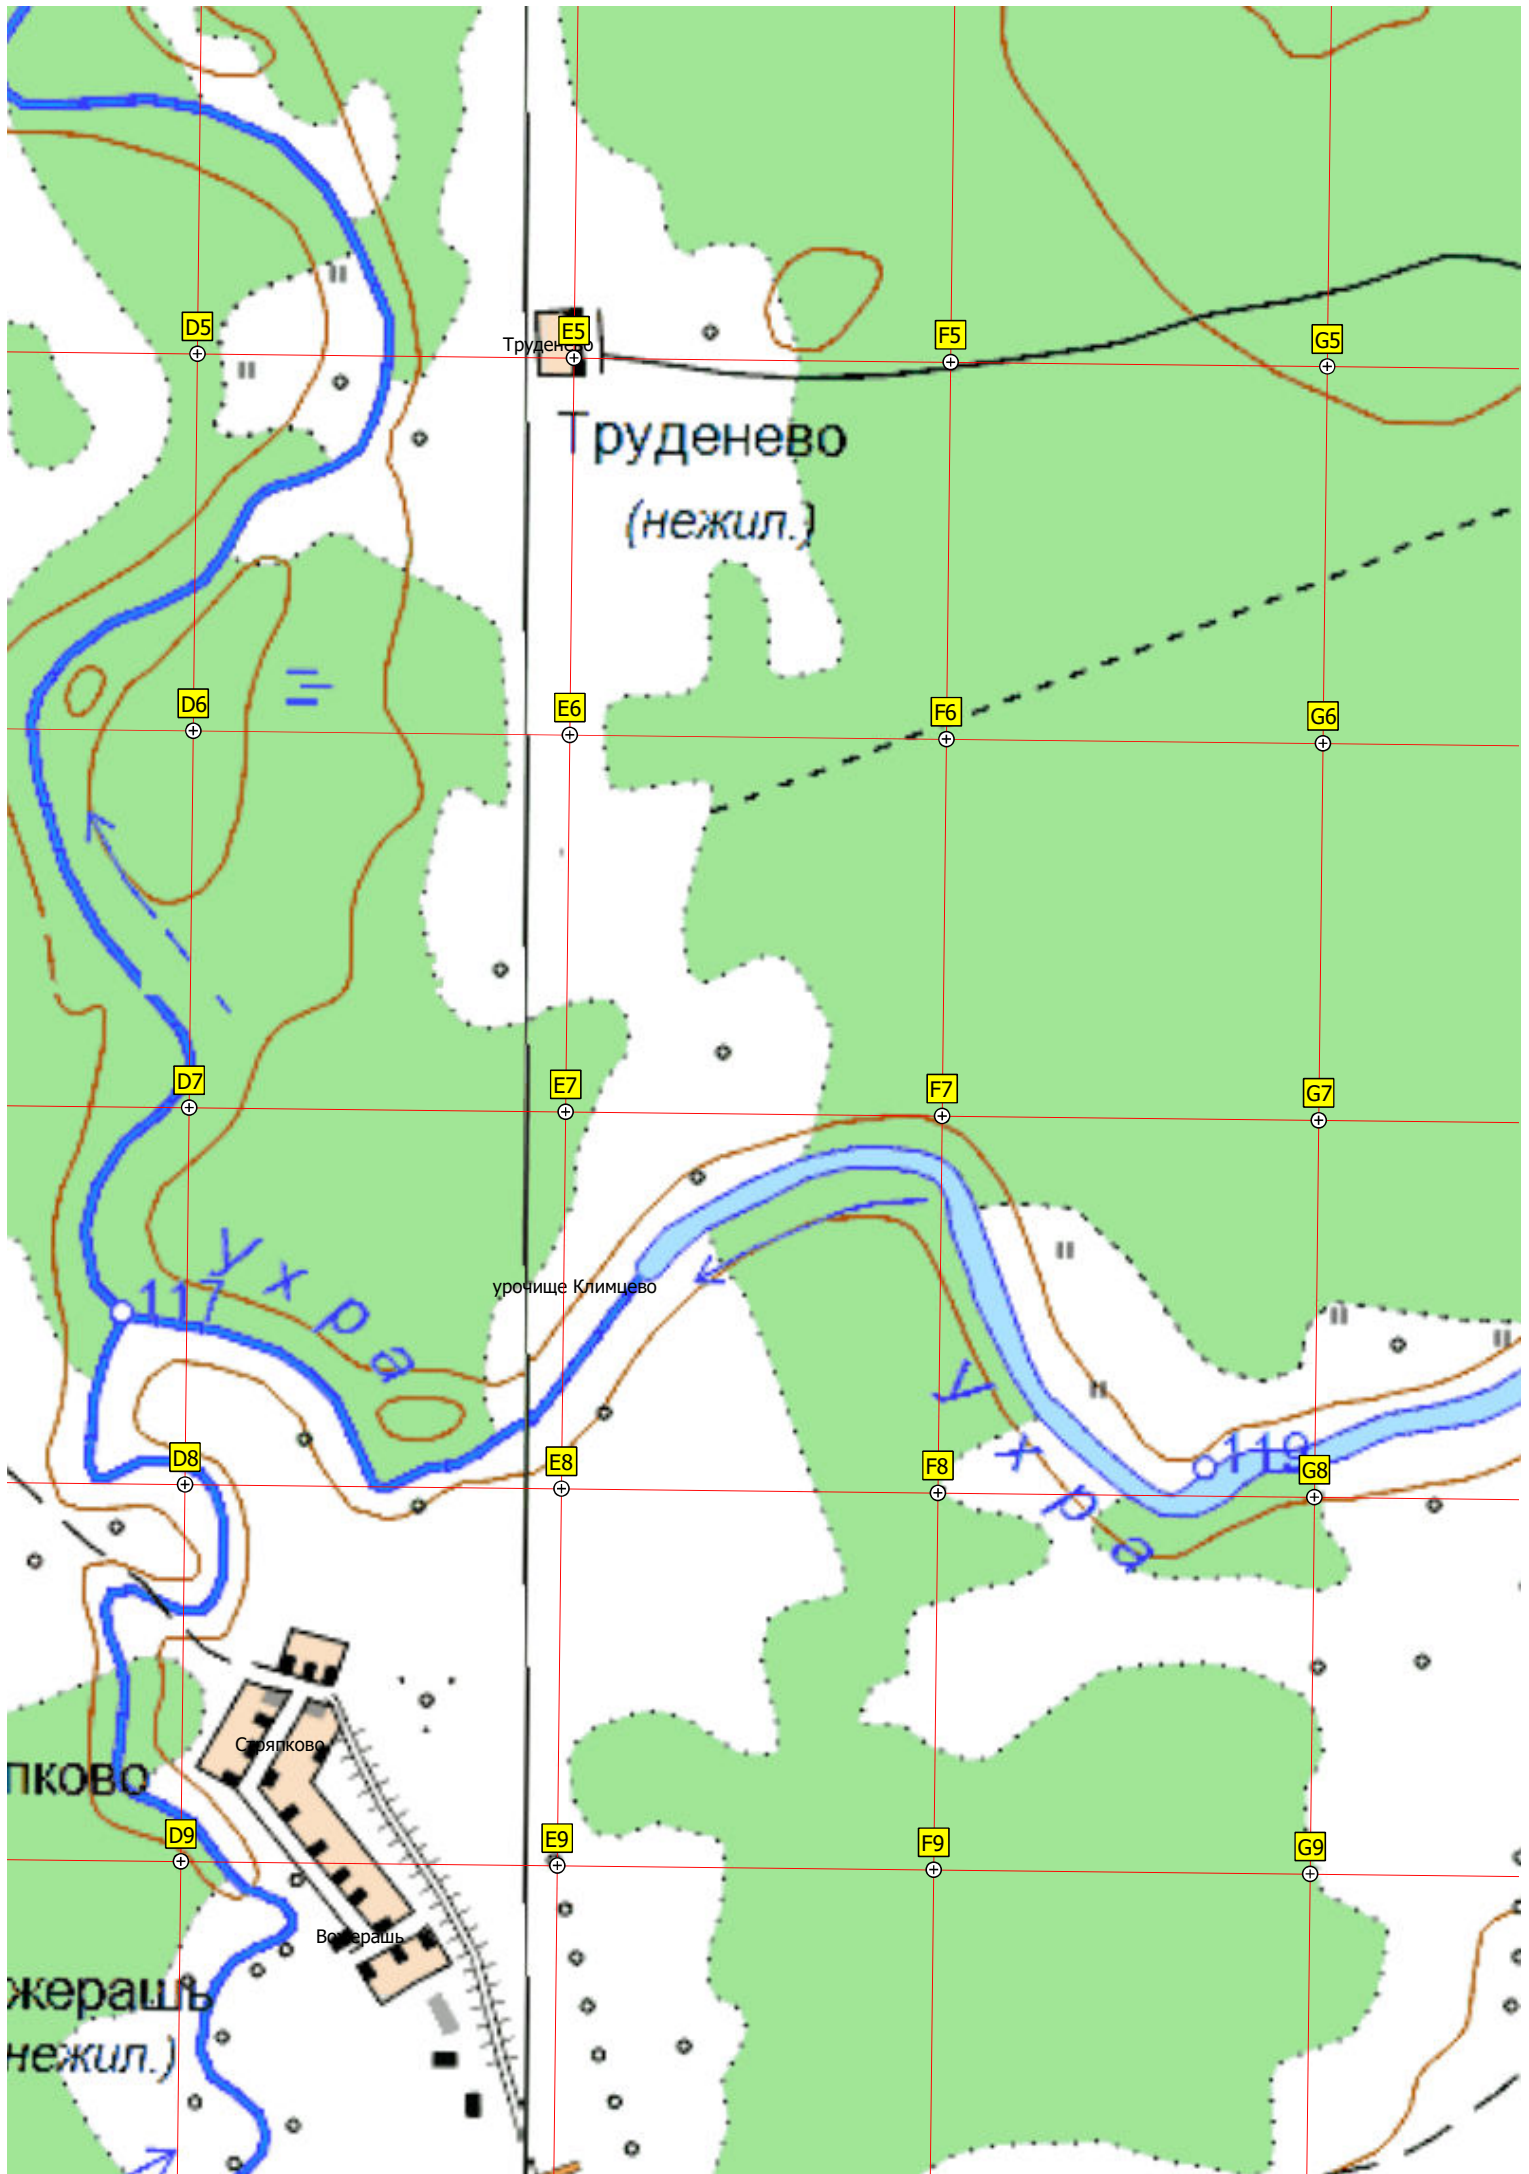 D5
E5
F5
G5
Труденево
Труденево
(нежил.)
D6
E6
F6
G6
D7
E7
F7
G7
ухра
117
урочище Климцево
ухра
119
D8
E8
F8
G8
Стряпково
пково
D9
E9
F9
G9
Вожерашь
жерашь
нежил.)